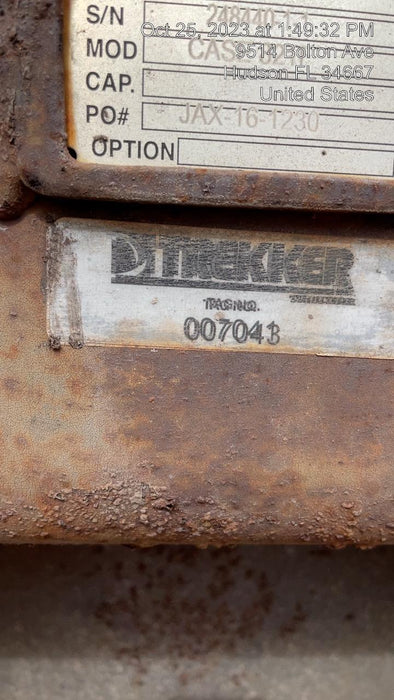 S/N
Oct 25, 2023 at 1:49:32 PM
MOD
9514 Bolton Ave
Hudson FL 34667
CAP.
United States
PO# JAX-16-1230
OPTION
TREKKER
TAG NO.
007043